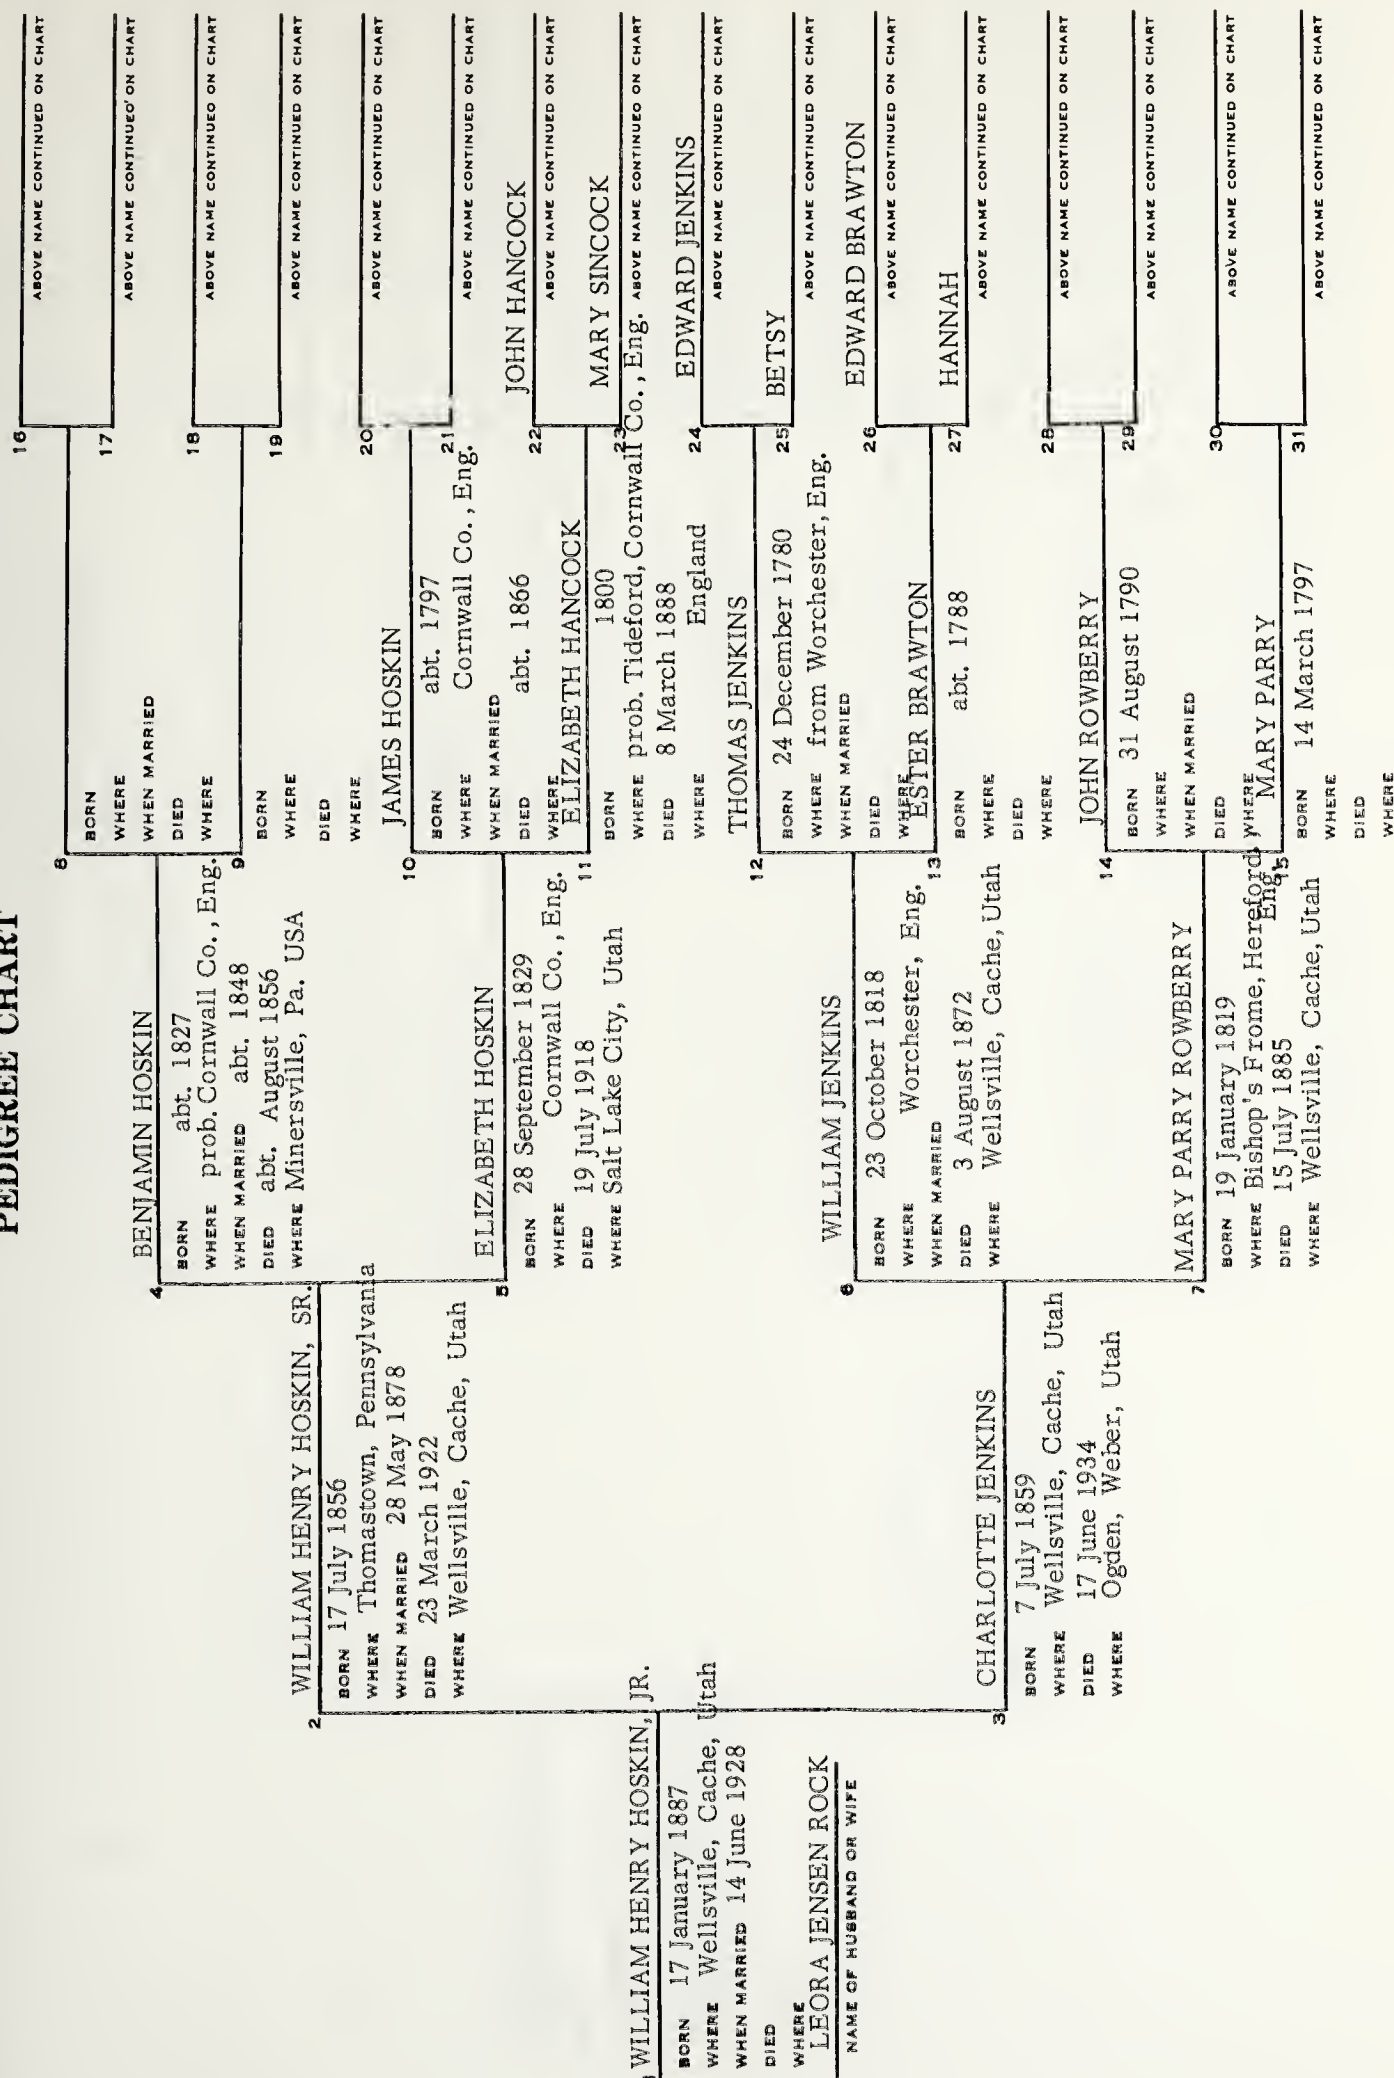 PEDIGREE CHART
WILLIAM HENRY HOSKIN, JR.
BORN 17 January 1887
WHERE Wellsville, Cache, Utah
WHEN MARRIED 14 June 1928
DIED
WHERE
LEORA JENSEN ROCK
NAME OF HUSBAND OR WIFE
2
WILLIAM HENRY HOSKIN, SR.
BORN 17 July 1856
WHERE Thomastown, Pennsylvania
WHEN MARRIED 28 May 1878
DIED 23 March 1922
WHERE Wellsville, Cache, Utah
3
CHARLOTTE JENKINS
BORN 7 July 1859
WHERE Wellsville, Cache, Utah
DIED 17 June 1934
WHERE Ogden, Weber, Utah
4
BENJAMIN HOSKIN
BORN abt. 1827
WHERE prob. Cornwall Co., Eng.
WHEN MARRIED abt. 1848
DIED abt. August 1856
WHERE Minersville, Pa. USA
5
ELIZABETH HOSKIN
BORN 28 September 1829
WHERE Cornwall Co., Eng.
DIED 19 July 1918
WHERE Salt Lake City, Utah
6
WILLIAM JENKINS
BORN 23 October 1818
WHERE Worchester, Eng.
WHEN MARRIED
DIED 3 August 1872
WHERE Wellsville, Cache, Utah
7
MARY PARRY ROWBERRY
BORN 19 January 1819
WHERE Bishop's Frome, Hereford,
Eng.
DIED 15 July 1885
WHERE Wellsville, Cache, Utah
8
BORN
WHERE
WHEN MARRIED
DIED
WHERE
9
BORN
WHERE
DIED
WHERE
10
JAMES HOSKIN
BORN abt. 1797
WHERE Cornwall Co., Eng.
WHEN MARRIED
DIED abt. 1866
WHERE
11
ELIZABETH HANCOCK
BORN 1800
WHERE prob. Tideford, Cornwall Co., Eng.
DIED 8 March 1888
WHERE England
12
THOMAS JENKINS
BORN 24 December 1780
WHERE from Worchester, Eng.
WHEN MARRIED
DIED
WHERE
13
ESTER BRAWTON
BORN abt. 1788
WHERE
DIED
WHERE
14
JOHN ROWBERRY
BORN 31 August 1790
WHERE
WHEN MARRIED
DIED
WHERE
15
MARY PARRY
BORN 14 March 1797
WHERE
DIED
WHERE
16
ABOVE NAME CONTINUED ON CHART
17
ABOVE NAME CONTINUED ON CHART
18
ABOVE NAME CONTINUED ON CHART
19
ABOVE NAME CONTINUED ON CHART
20
ABOVE NAME CONTINUED ON CHART
21
ABOVE NAME CONTINUED ON CHART
22
JOHN HANCOCK
ABOVE NAME CONTINUED ON CHART
23
MARY SINCOCK
ABOVE NAME CONTINUED ON CHART
24
EDWARD JENKINS
ABOVE NAME CONTINUED ON CHART
25
BETSY
ABOVE NAME CONTINUED ON CHART
26
EDWARD BRAWTON
ABOVE NAME CONTINUED ON CHART
27
HANNAH
ABOVE NAME CONTINUED ON CHART
28
ABOVE NAME CONTINUED ON CHART
29
ABOVE NAME CONTINUED ON CHART
30
ABOVE NAME CONTINUED ON CHART
31
ABOVE NAME CONTINUED ON CHART